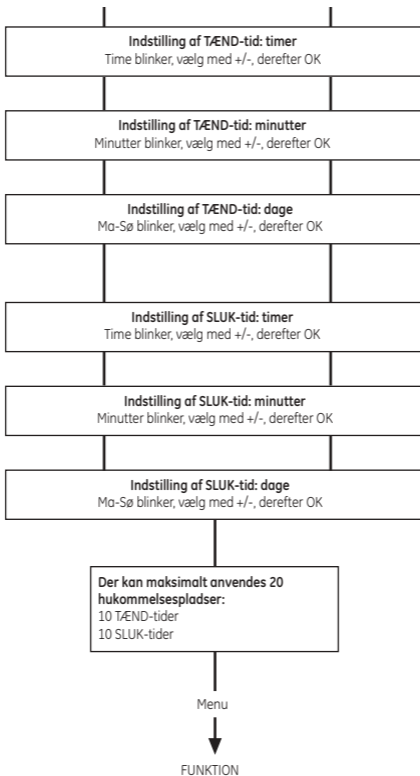 Indstilling af TÆND-tid: timer
Time blinker, vælg med +/-, derefter OK
Indstilling af TÆND-tid: minutter
Minutter blinker, vælg med +/-, derefter OK
Indstilling af TÆND-tid: dage
Ma-Sø blinker, vælg med +/-, derefter OK
Indstilling af SLUK-tid: timer
Time blinker, vælg med +/-, derefter OK
Indstilling af SLUK-tid: minutter
Minutter blinker, vælg med +/-, derefter OK
Indstilling af SLUK-tid: dage
Ma-Sø blinker, vælg med +/-, derefter OK
Der kan maksimalt anvendes 20
hukommelsespladser:
10 TÆND-tider
10 SLUK-tider
Menu
FUNKTION